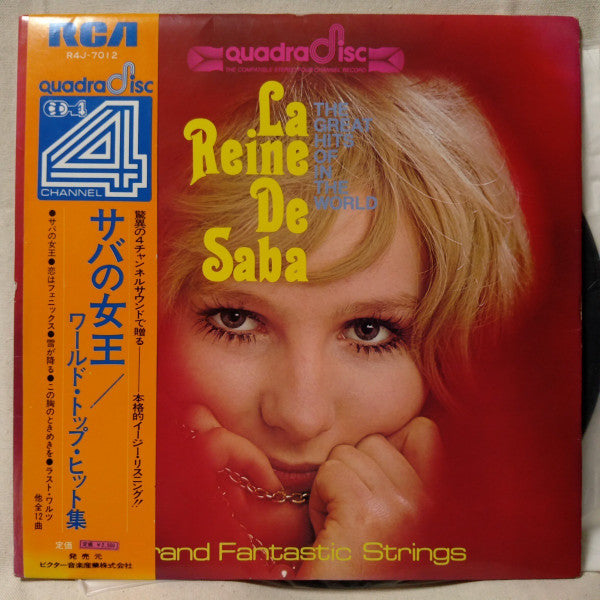 RCA
R4J-7012
quadradisc
CD-4
4
CHANNEL
サバの女王／
ワールド・トップ・ヒット集
●サバの女王●恋はフェニックス●雪が降る●この胸のときめきを●ラスト・ワルツ
他全12曲
驚異の4チャンネルサウンドで贈る――本格的イージー・リスニング!!
定価
定価 ¥2,300
発売元
ビクター音楽産業株式会社
quadradisc
THE COMPATIBLE STEREO/FOUR CHANNEL RECORD
La
Reine
De
Saba
THE
GREAT
HITS
OF IN
THE
WORLD
rand Fantastic Strings